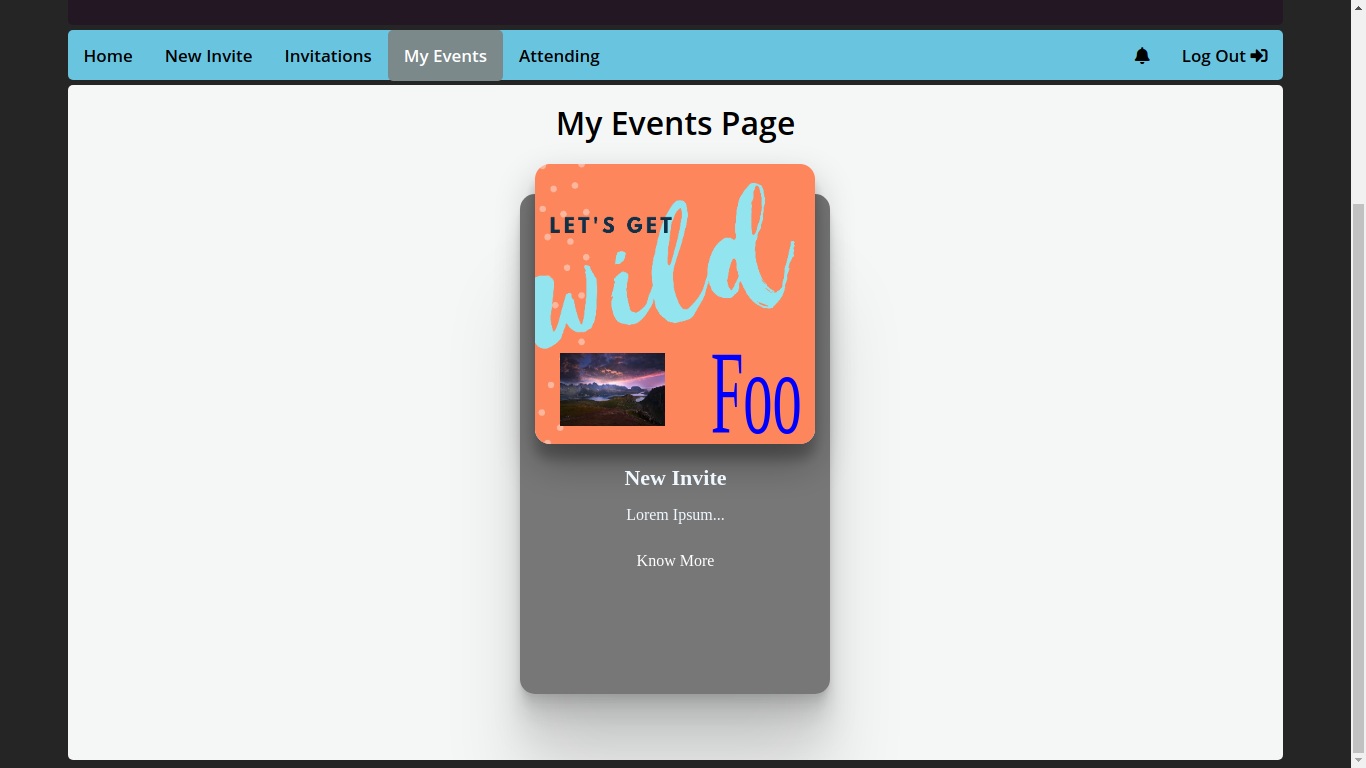 Home New Invite Invitations My Events Attending Log Out
My Events Page
LET'S GET
wild
Foo
New Invite
Lorem Ipsum...
Know More